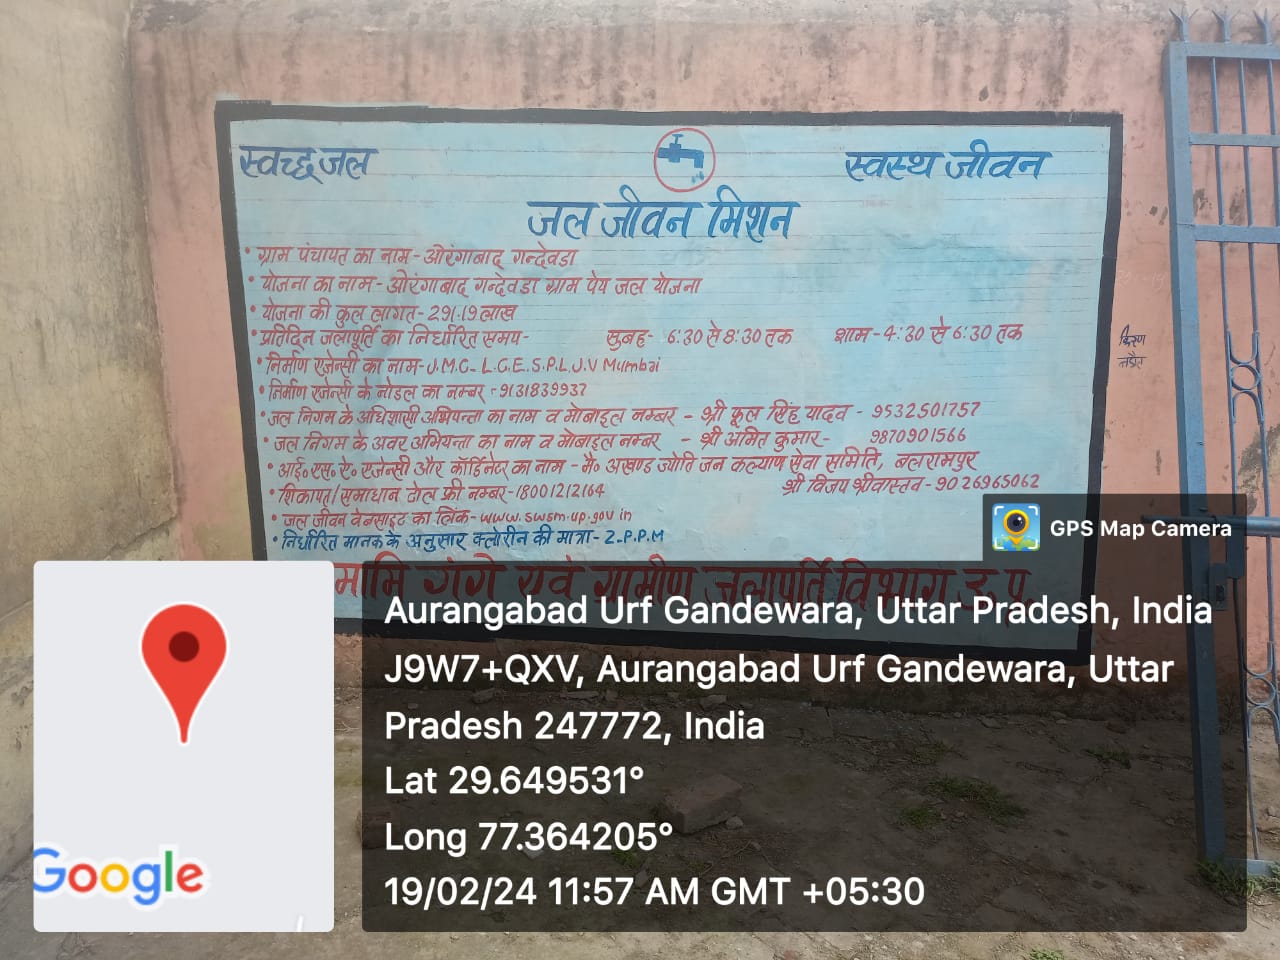 स्वच्छ जल
स्वस्थ जीवन
जल जीवन मिशन
• ग्राम पंचायत का नाम - औरंगाबाद् गन्देवडा
• योजना का नाम - औरंगाबाद् गन्देवडा ग्राम पेय जल योजना
• योजना की कुल लागत - 291.19 लाख
• प्रतिदिन जलापूर्ति का निर्धारित समय - सुबह - 6:30 से 8:30 तक शाम - 4:30 से 6:30 तक
• निर्माण एजेन्सी का नाम - J.M.C - L.C.E.S.P.L J.V Mumbai
• निर्माण एजेन्सी के नोडल का नम्बर - 9131839937
• जल निगम के अधिशासी अभियन्ता का नाम व मोबाइल नम्बर - श्री फूल सिंह यादव - 9532501757
• जल निगम के अवर अभियन्ता का नाम व मोबाइल नम्बर - श्री अमित कुमार - 9870901566
• आई॰एस॰ऐ॰ एजेन्सी और कॉर्डिनेटर का नाम - मै॰ अखण्ड ज्योति जन कल्याण सेवा समिति, बलरामपुर
श्री विजय श्रीवास्तव - 9026965062
• शिकायत/समाधान टोल फ्री नम्बर - 18001212164
• जल जीवन वेबसाइट का लिंक - www.swsm.up.gov in
• निर्धारित मानक के अनुसार क्लोरीन की मात्रा - 2.P.P.M
मामि गंगे एवं ग्रामीण जलापूर्ति विभाग उ.प्र.
GPS Map Camera
Aurangabad Urf Gandewara, Uttar Pradesh, India
J9W7+QXV, Aurangabad Urf Gandewara, Uttar
Pradesh 247772, India
Lat 29.649531°
Long 77.364205°
19/02/24 11:57 AM GMT +05:30
Google